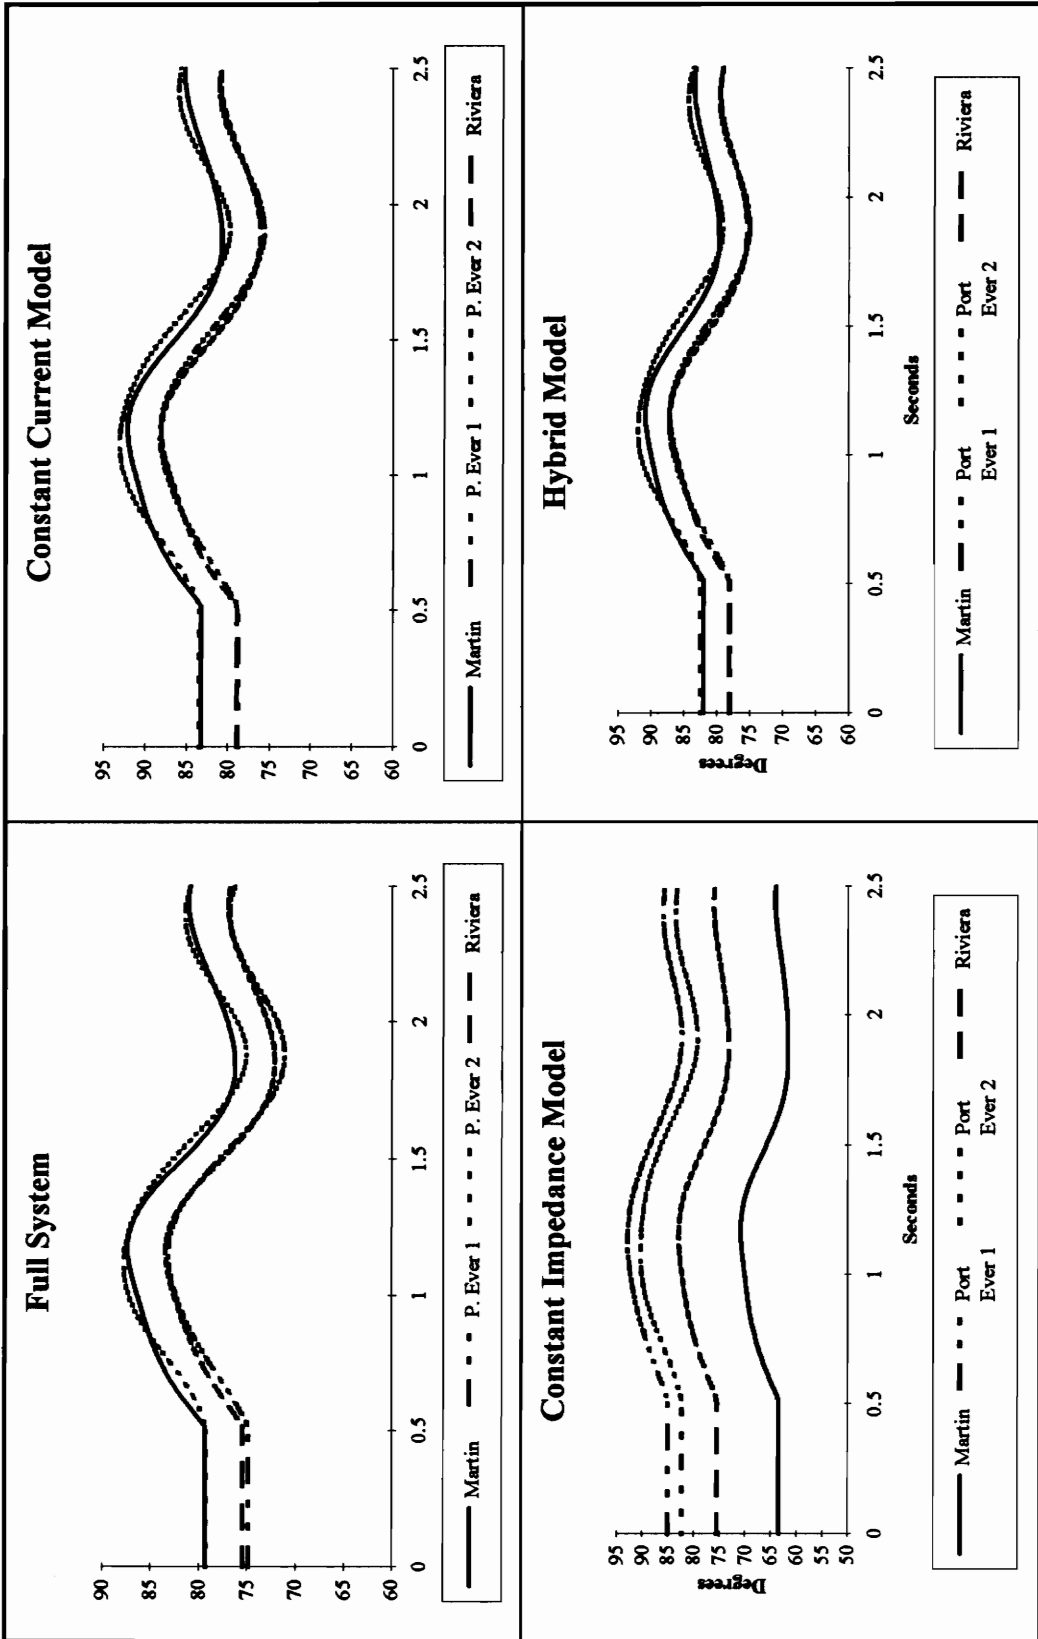 Full System
90
85
80
75
70
65
60
0 0.5 1 1.5 2 2.5
Martin P. Ever 1 P. Ever 2 Riviera
Constant Current Model
95
90
85
80
75
70
65
60
0 0.5 1 1.5 2 2.5
Martin P. Ever 1 P. Ever 2 Riviera
Constant Impedance Model
Degrees
95
90
85
80
75
70
65
60
55
50
0 0.5 1 1.5 2 2.5
Seconds
Martin Port Ever 1 Port Ever 2 Riviera
Hybrid Model
Degrees
95
90
85
80
75
70
65
60
0 0.5 1 1.5 2 2.5
Seconds
Martin Port Ever 1 Port Ever 2 Riviera